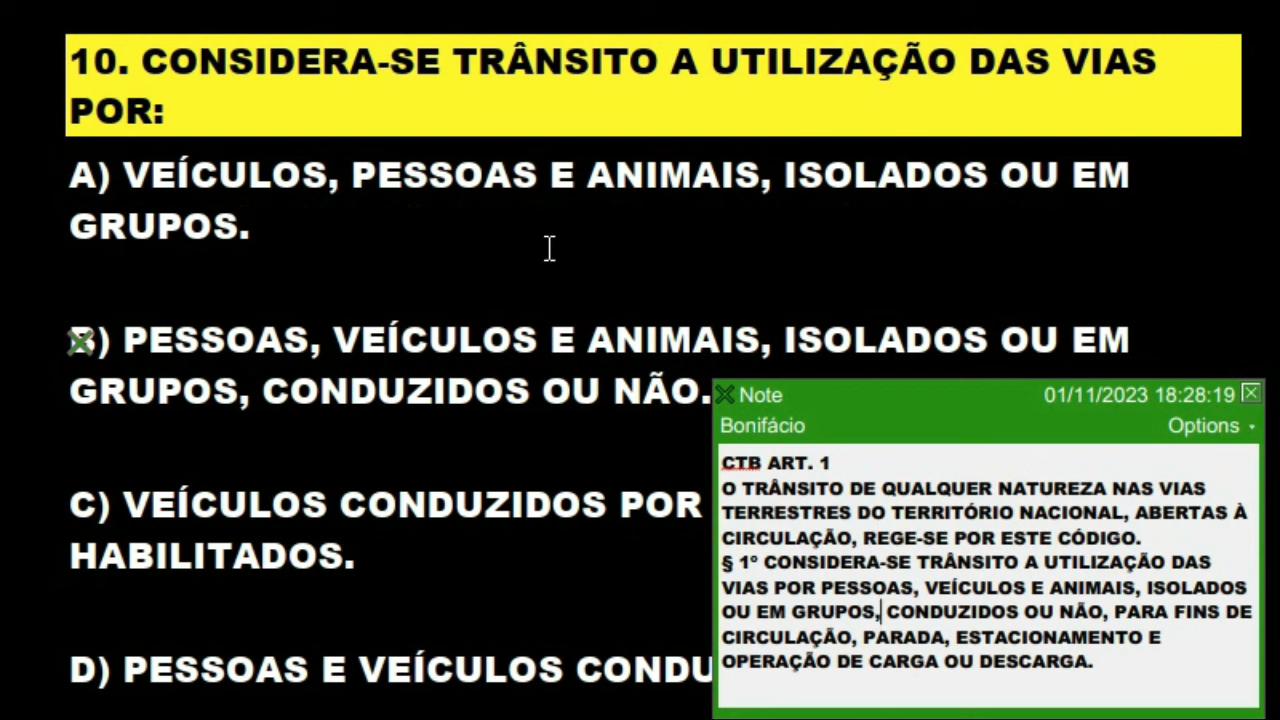 10. CONSIDERA-SE TRÂNSITO A UTILIZAÇÃO DAS VIAS
POR:
A) VEÍCULOS, PESSOAS E ANIMAIS, ISOLADOS OU EM
GRUPOS.
B) PESSOAS, VEÍCULOS E ANIMAIS, ISOLADOS OU EM
GRUPOS, CONDUZIDOS OU NÃO.
C) VEÍCULOS CONDUZIDOS POR
HABILITADOS.
D) PESSOAS E VEÍCULOS
Note 01/11/2023 18:28:19
Bonifácio Options
CTB ART. 1
O TRÂNSITO DE QUALQUER NATUREZA NAS VIAS
TERRESTRES DO TERRITÓRIO NACIONAL, ABERTAS À
CIRCULAÇÃO, REGE-SE POR ESTE CÓDIGO.
§ 1º CONSIDERA-SE TRÂNSITO A UTILIZAÇÃO DAS
VIAS POR PESSOAS, VEÍCULOS E ANIMAIS, ISOLADOS
OU EM GRUPOS, CONDUZIDOS OU NÃO, PARA FINS DE
CIRCULAÇÃO, PARADA, ESTACIONAMENTO E
OPERAÇÃO DE CARGA OU DESCARGA.